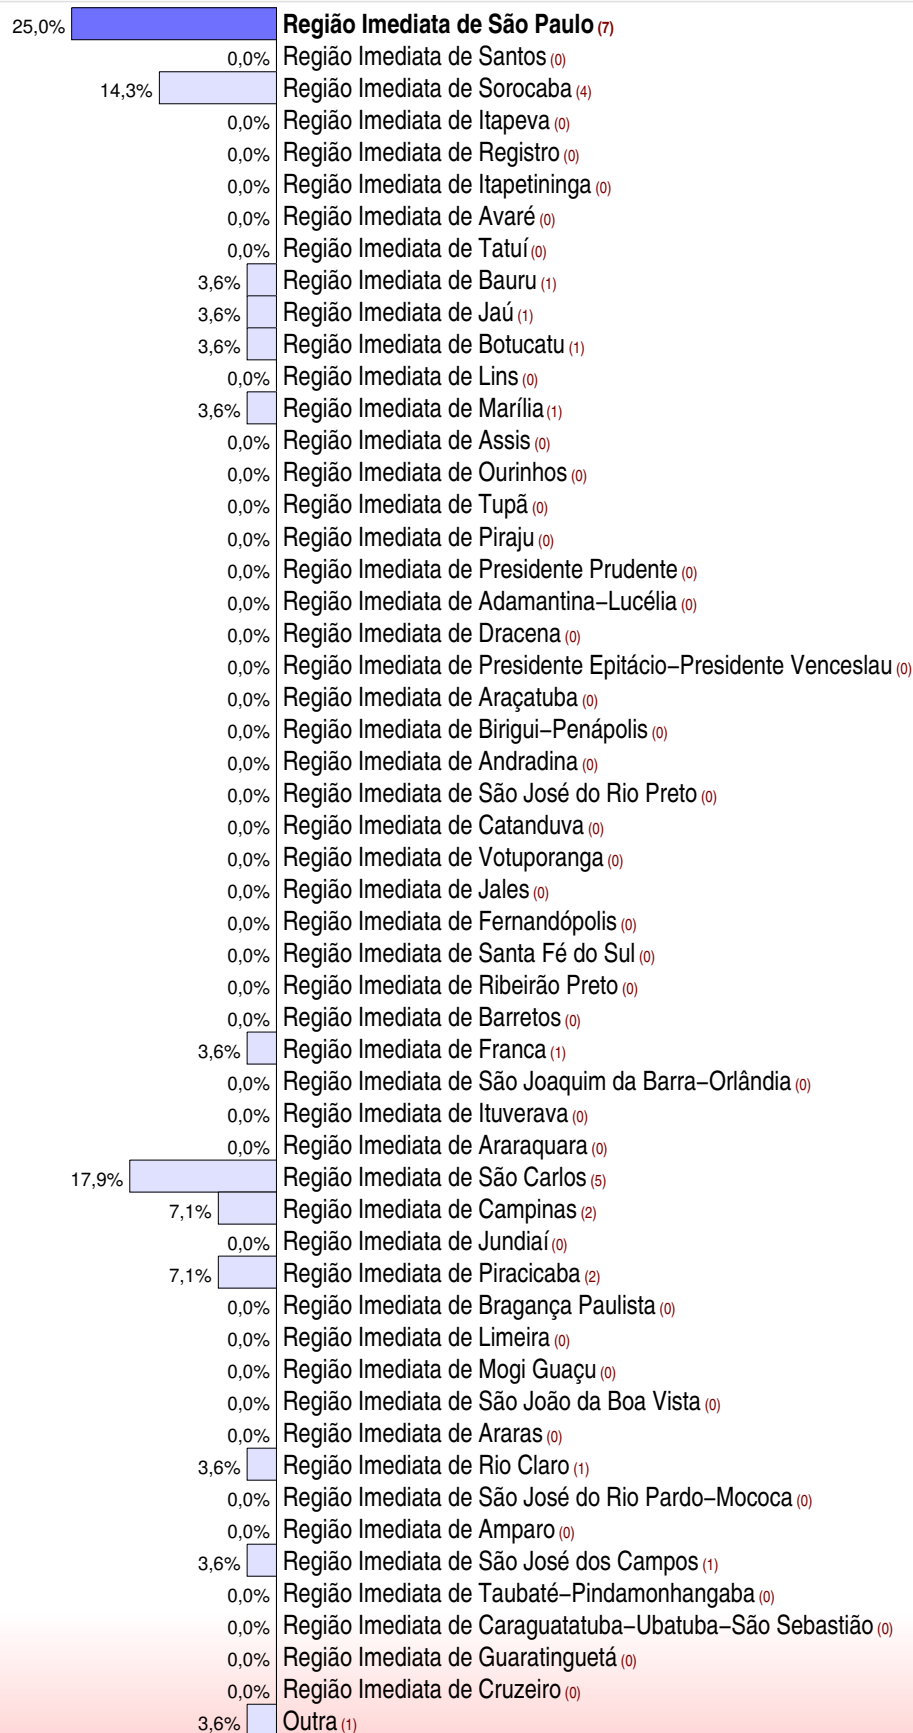 25,0% Região Imediata de São Paulo (7)
0,0% Região Imediata de Santos (0)
14,3% Região Imediata de Sorocaba (4)
0,0% Região Imediata de Itapeva (0)
0,0% Região Imediata de Registro (0)
0,0% Região Imediata de Itapetininga (0)
0,0% Região Imediata de Avaré (0)
0,0% Região Imediata de Tatuí (0)
3,6% Região Imediata de Bauru (1)
3,6% Região Imediata de Jaú (1)
3,6% Região Imediata de Botucatu (1)
0,0% Região Imediata de Lins (0)
3,6% Região Imediata de Marília (1)
0,0% Região Imediata de Assis (0)
0,0% Região Imediata de Ourinhos (0)
0,0% Região Imediata de Tupã (0)
0,0% Região Imediata de Piraju (0)
0,0% Região Imediata de Presidente Prudente (0)
0,0% Região Imediata de Adamantina−Lucélia (0)
0,0% Região Imediata de Dracena (0)
0,0% Região Imediata de Presidente Epitácio−Presidente Venceslau (0)
0,0% Região Imediata de Araçatuba (0)
0,0% Região Imediata de Birigui−Penápolis (0)
0,0% Região Imediata de Andradina (0)
0,0% Região Imediata de São José do Rio Preto (0)
0,0% Região Imediata de Catanduva (0)
0,0% Região Imediata de Votuporanga (0)
0,0% Região Imediata de Jales (0)
0,0% Região Imediata de Fernandópolis (0)
0,0% Região Imediata de Santa Fé do Sul (0)
0,0% Região Imediata de Ribeirão Preto (0)
0,0% Região Imediata de Barretos (0)
3,6% Região Imediata de Franca (1)
0,0% Região Imediata de São Joaquim da Barra−Orlândia (0)
0,0% Região Imediata de Ituverava (0)
0,0% Região Imediata de Araraquara (0)
17,9% Região Imediata de São Carlos (5)
7,1% Região Imediata de Campinas (2)
0,0% Região Imediata de Jundiaí (0)
7,1% Região Imediata de Piracicaba (2)
0,0% Região Imediata de Bragança Paulista (0)
0,0% Região Imediata de Limeira (0)
0,0% Região Imediata de Mogi Guaçu (0)
0,0% Região Imediata de São João da Boa Vista (0)
0,0% Região Imediata de Araras (0)
3,6% Região Imediata de Rio Claro (1)
0,0% Região Imediata de São José do Rio Pardo−Mococa (0)
0,0% Região Imediata de Amparo (0)
3,6% Região Imediata de São José dos Campos (1)
0,0% Região Imediata de Taubaté−Pindamonhangaba (0)
0,0% Região Imediata de Caraguatatuba−Ubatuba−São Sebastião (0)
0,0% Região Imediata de Guaratinguetá (0)
0,0% Região Imediata de Cruzeiro (0)
3,6% Outra (1)